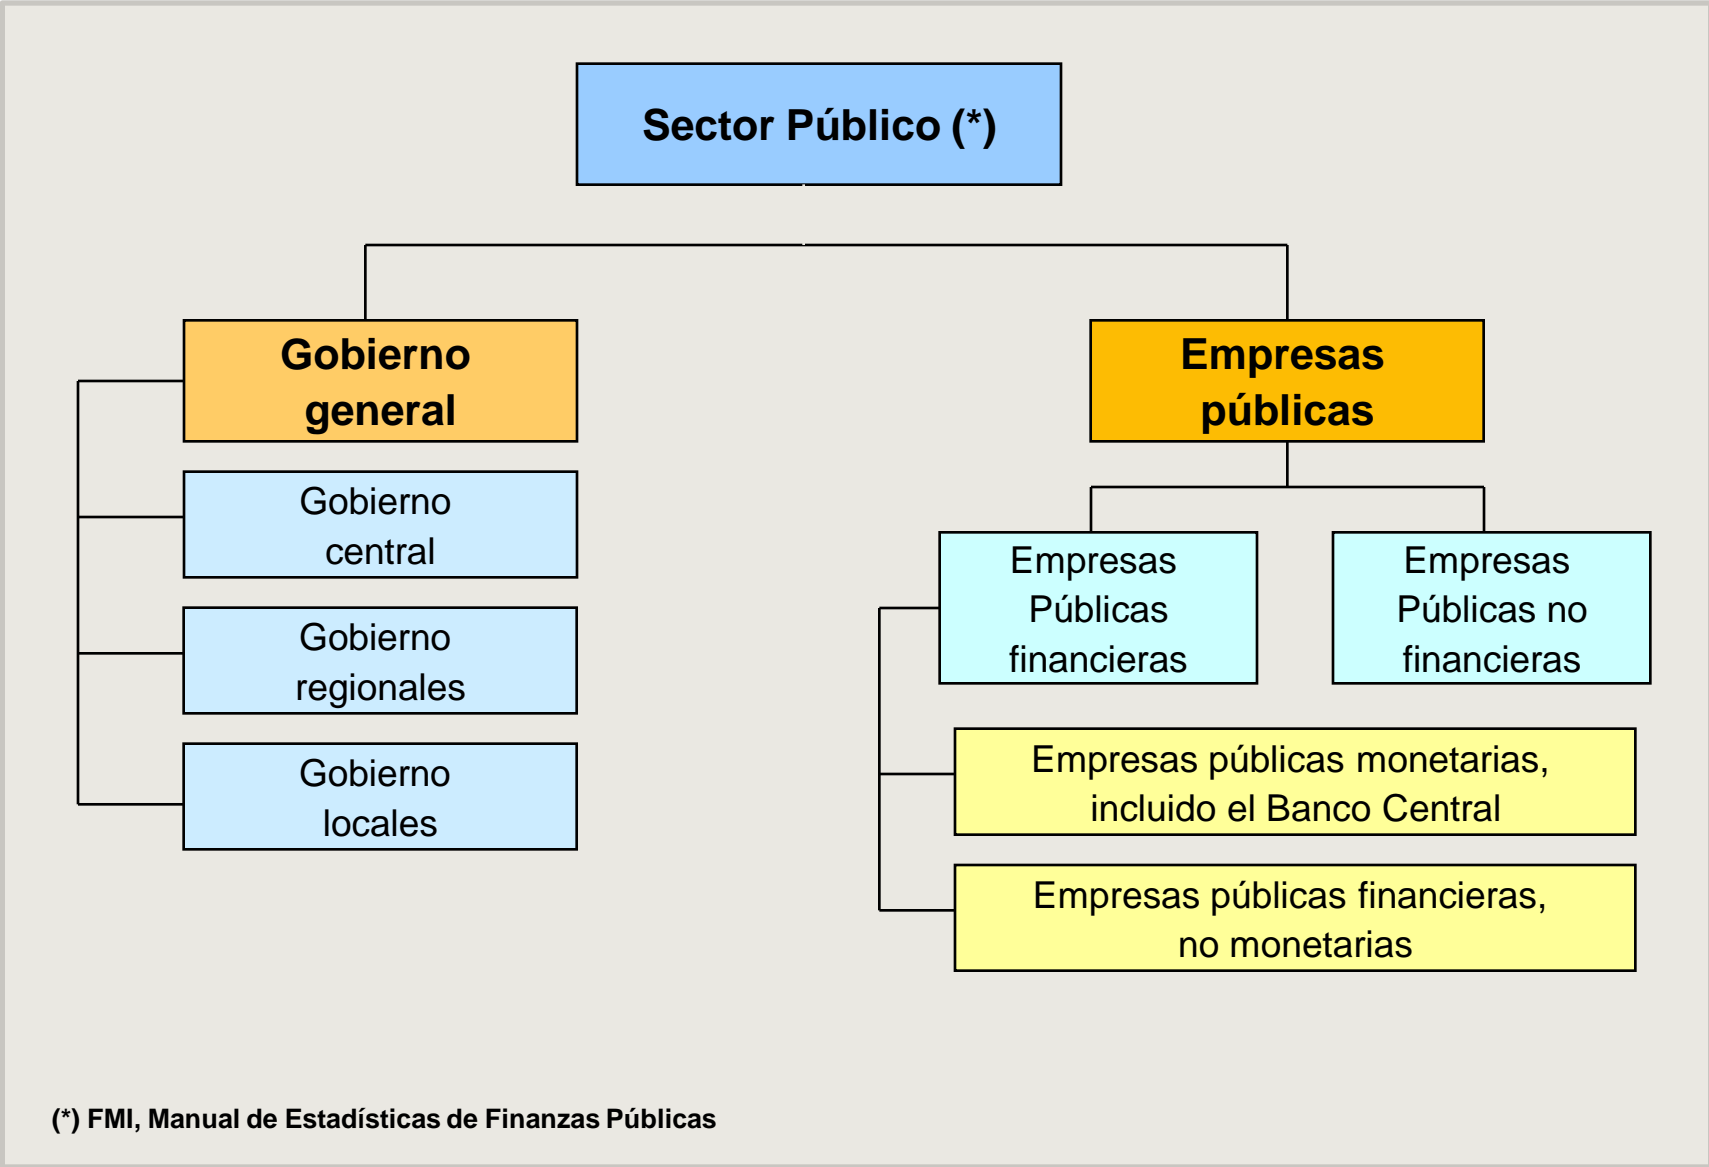 Sector Público (*)
Gobierno
general
Empresas
públicas
Gobierno
central
Gobierno
regionales
Gobierno
locales
Empresas
Públicas
financieras
Empresas
Públicas no
financieras
Empresas públicas monetarias,
incluido el Banco Central
Empresas públicas financieras,
no monetarias
(*) FMI, Manual de Estadísticas de Finanzas Públicas